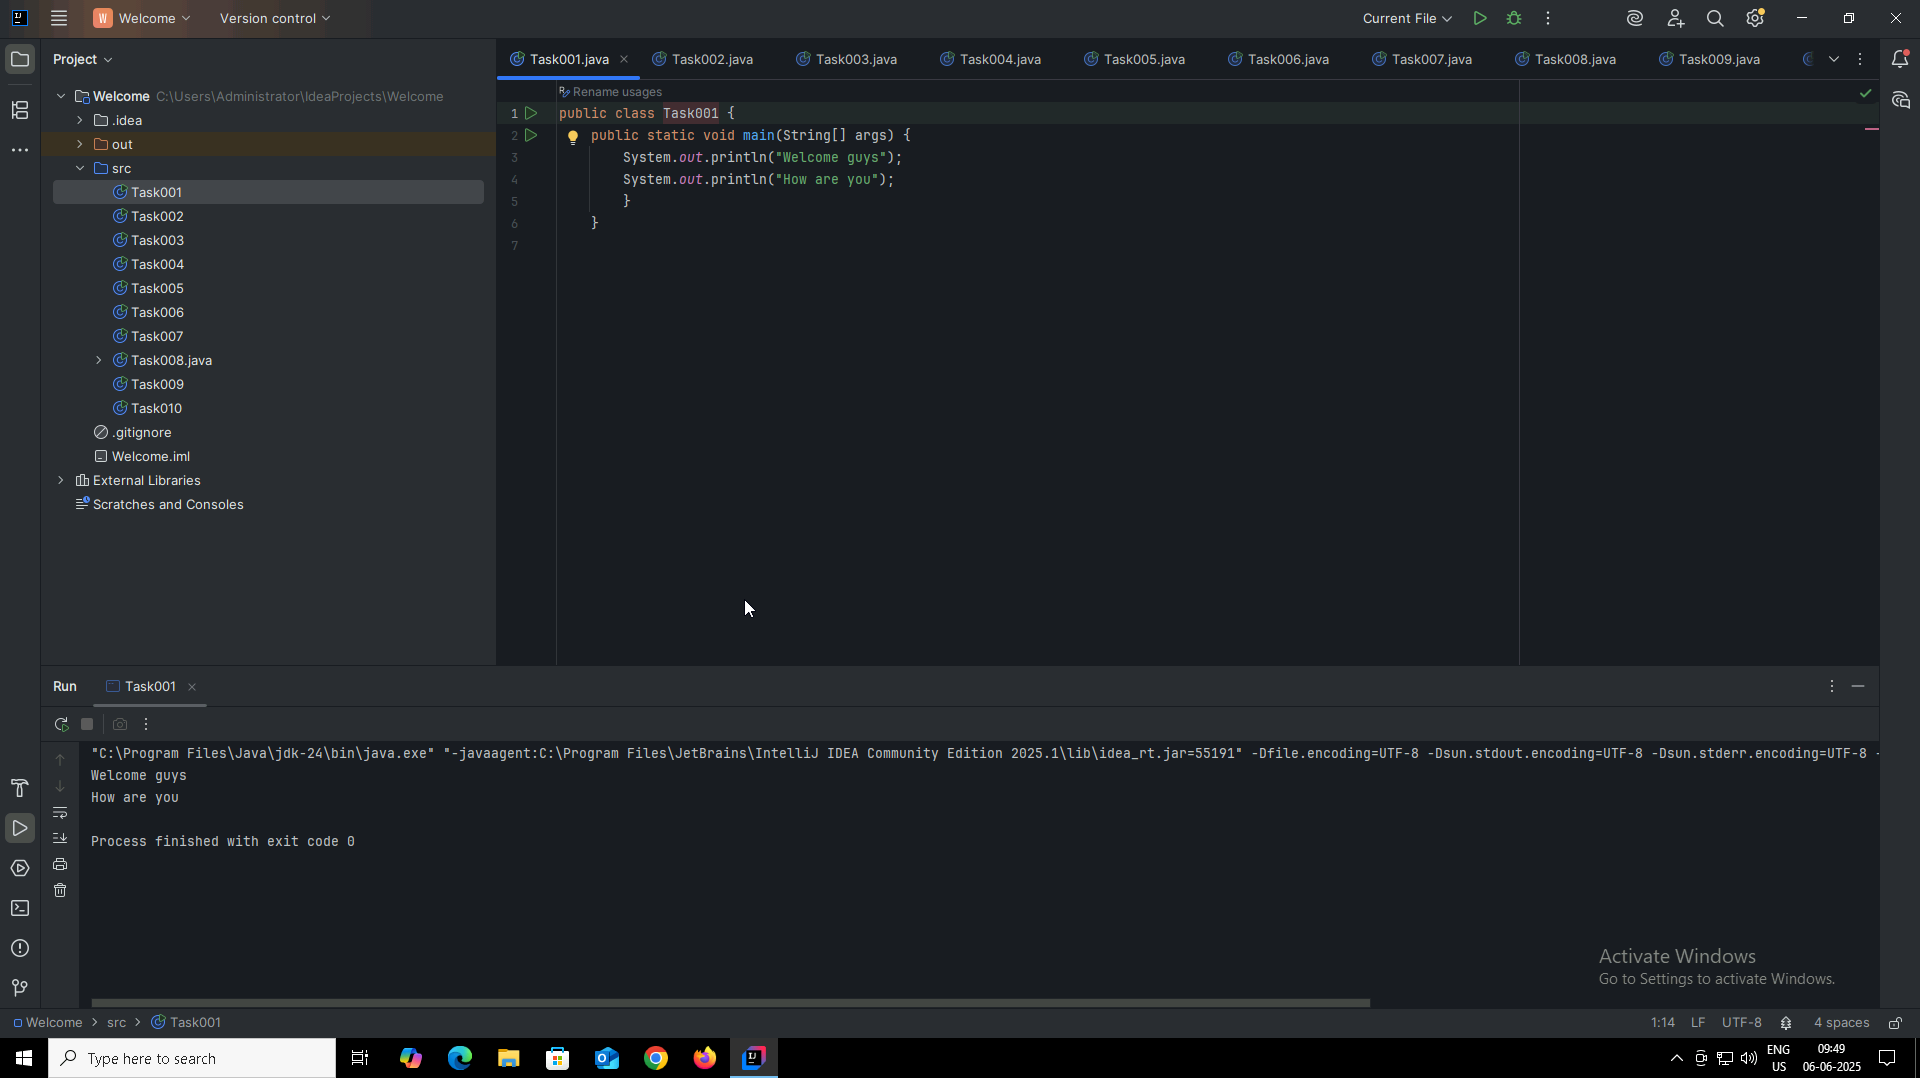 Welcome
Version control
Current File
Project
Task001.java
Task002.java
Task003.java
Task004.java
Task005.java
Task006.java
Task007.java
Task008.java
Task009.java
Welcome C:\Users\Administrator\IdeaProjects\Welcome
.idea
out
src
Task001
Task002
Task003
Task004
Task005
Task006
Task007
Task008.java
Task009
Task010
.gitignore
Welcome.iml
External Libraries
Scratches and Consoles
Rename usages
1 public class Task001 {
2 public static void main(String[] args) {
3 System.out.println("Welcome guys");
4 System.out.println("How are you");
5 }
6 }
7
Run Task001
"C:\Program Files\Java\jdk-24\bin\java.exe" "-javaagent:C:\Program Files\JetBrains\IntelliJ IDEA Community Edition 2025.1\lib\idea_rt.jar=55191" -Dfile.encoding=UTF-8 -Dsun.stdout.encoding=UTF-8 -Dsun.stderr.encoding=UTF-8 -
Welcome guys
How are you
Process finished with exit code 0
Activate Windows
Go to Settings to activate Windows.
Welcome > src > Task001
1:14 LF UTF-8 4 spaces
Type here to search
ENG
US
09:49
06-06-2025